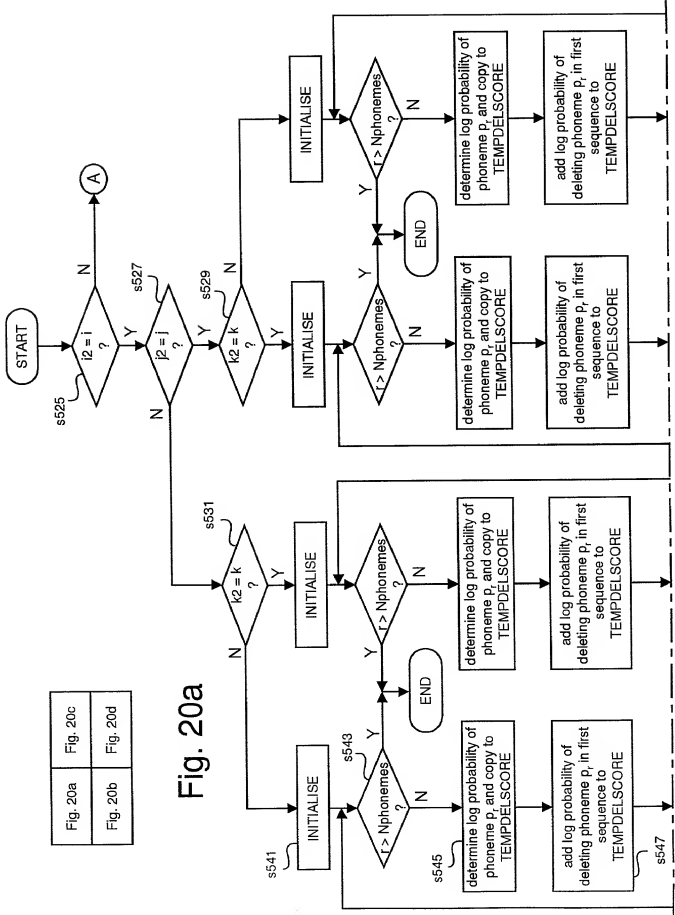 START
s525
i2 = i
?
N
A
Y
s527
j2 = j
?
N
Y
s529
k2 = k
?
N
Y
s531
k2 = k
?
N
Y
Fig. 20a
Fig. 20c
Fig. 20b
Fig. 20d
Fig. 20a
s541
INITIALISE
INITIALISE
INITIALISE
INITIALISE
s543
r > Nphonemes
?
Y
N
r > Nphonemes
?
Y
N
END
r > Nphonemes
?
Y
N
r > Nphonemes
?
Y
N
END
s545
determine log probability of
phoneme pr and copy to
TEMPDELSCORE
determine log probability of
phoneme pr and copy to
TEMPDELSCORE
determine log probability of
phoneme pr and copy to
TEMPDELSCORE
determine log probability of
phoneme pr and copy to
TEMPDELSCORE
add log probability of
deleting phoneme pr in first
sequence to
TEMPDELSCORE
s547
add log probability of
deleting phoneme pr in first
sequence to
TEMPDELSCORE
add log probability of
deleting phoneme pr in first
sequence to
TEMPDELSCORE
add log probability of
deleting phoneme pr in first
sequence to
TEMPDELSCORE